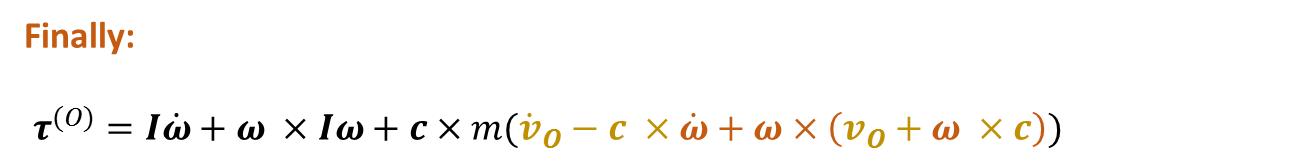 Finally:
𝝉⁽ᴼ⁾ = 𝑰𝝎̇ + 𝝎 × 𝑰𝝎 + 𝒄 × 𝑚(𝒗̇_𝑶 − 𝒄 × 𝝎̇ + 𝝎 × (𝒗_𝑶 + 𝝎 × 𝒄))